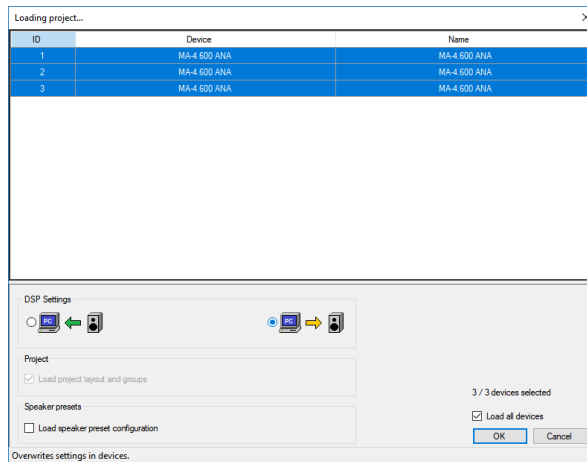 Loading project...
ID Device Name
1 MA-4.600 ANA MA-4.600 ANA
2 MA-4.600 ANA MA-4.600 ANA
3 MA-4.600 ANA MA-4.600 ANA
DSP Settings
PC PC
Project
Load project layout and groups
3 / 3 devices selected
Speaker presets
Load all devices
Load speaker preset configuration
OK Cancel
Overwrites settings in devices.